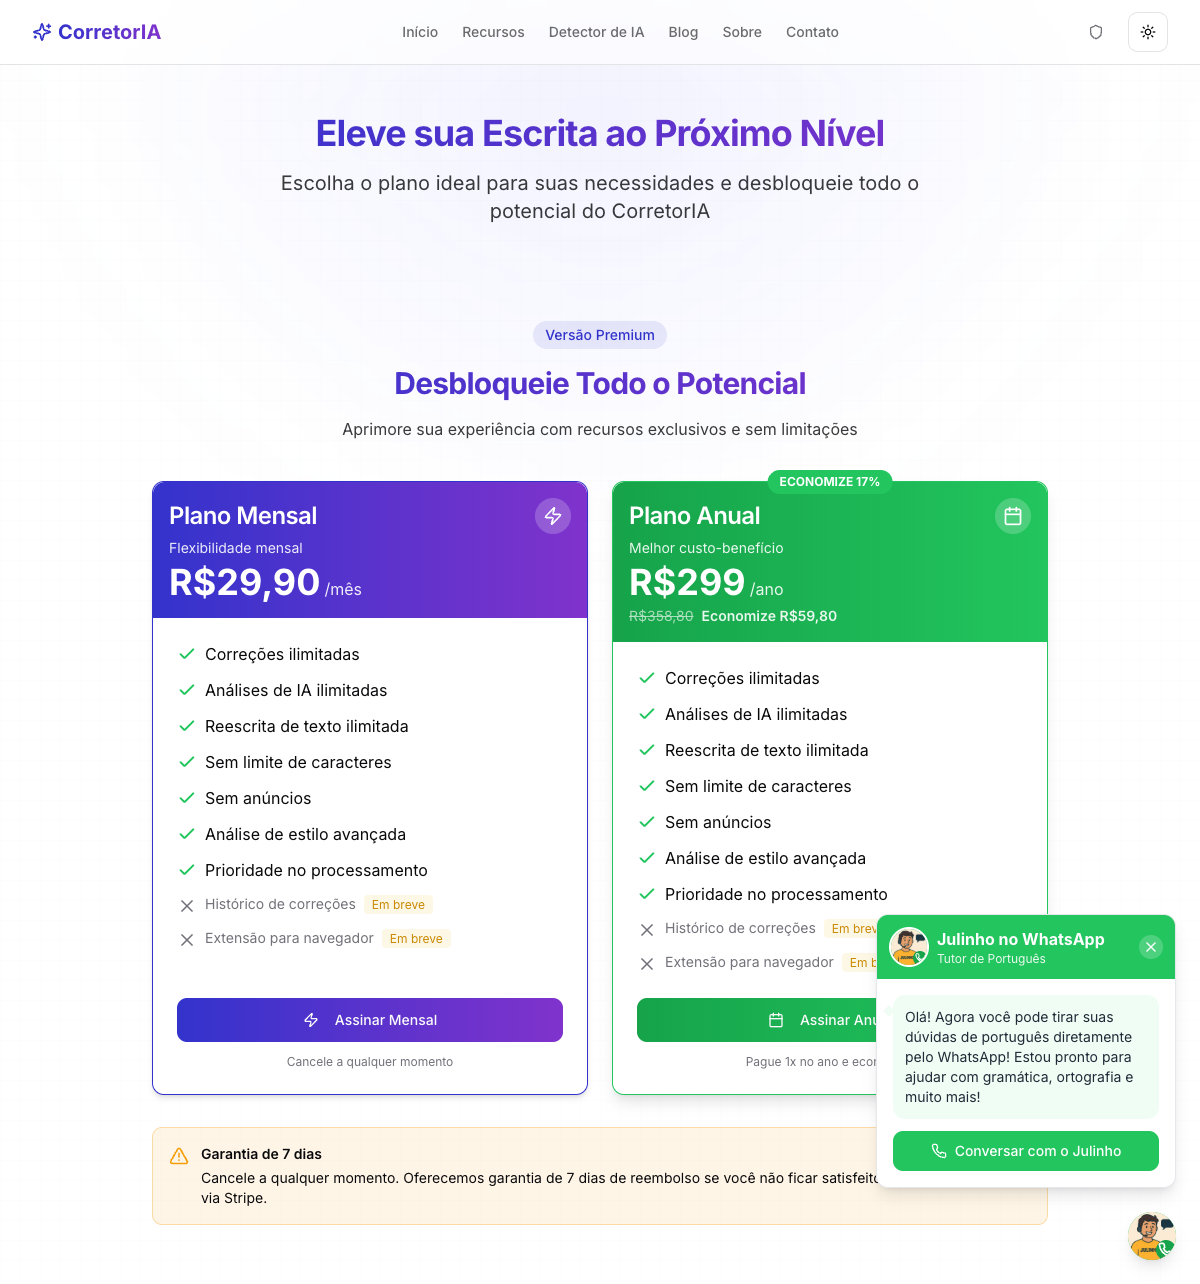 CorretorIA
Início
Recursos
Detector de IA
Blog
Sobre
Contato
Eleve sua Escrita ao Próximo Nível
Escolha o plano ideal para suas necessidades e desbloqueie todo o
potencial do CorretorIA
Versão Premium
Desbloqueie Todo o Potencial
Aprimore sua experiência com recursos exclusivos e sem limitações
Plano Mensal
Flexibilidade mensal
R$29,90 /mês
Correções ilimitadas
Análises de IA ilimitadas
Reescrita de texto ilimitada
Sem limite de caracteres
Sem anúncios
Análise de estilo avançada
Prioridade no processamento
Histórico de correções Em breve
Extensão para navegador Em breve
Assinar Mensal
Cancele a qualquer momento
ECONOMIZE 17%
Plano Anual
Melhor custo-benefício
R$299 /ano
R$358,80 Economize R$59,80
Correções ilimitadas
Análises de IA ilimitadas
Reescrita de texto ilimitada
Sem limite de caracteres
Sem anúncios
Análise de estilo avançada
Prioridade no processamento
Histórico de correções Em
Extensão para navegador Em
Assinar
Pague 1x no ano e
Garantia de 7 dias
Cancele a qualquer momento. Oferecemos garantia de 7 dias de reembolso se você não ficar satisfeito
via Stripe.
Julinho no WhatsApp
Tutor de Português
Olá! Agora você pode tirar suas
dúvidas de português diretamente
pelo WhatsApp! Estou pronto para
ajudar com gramática, ortografia e
muito mais!
Conversar com o Julinho